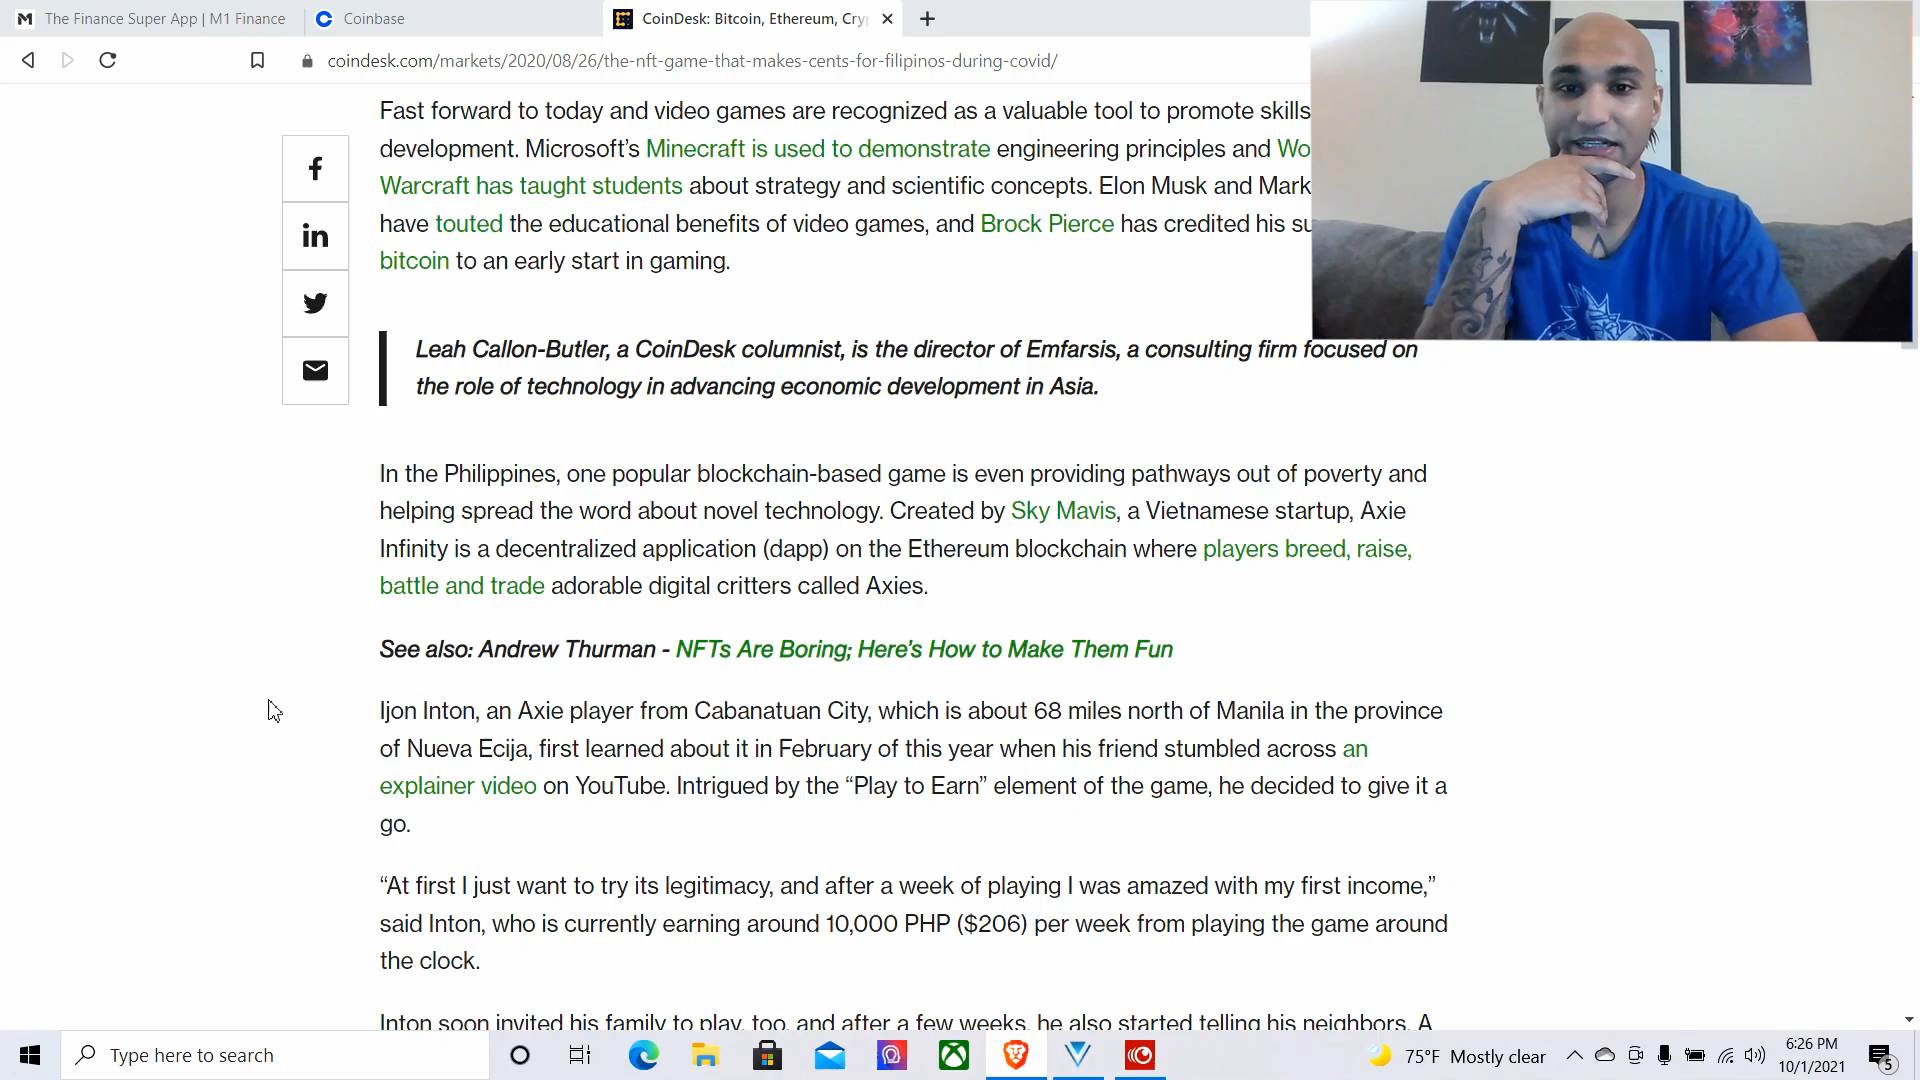 The Finance Super App | M1 Finance
Coinbase
CoinDesk: Bitcoin, Ethereum, Cry
coindesk.com/markets/2020/08/26/the-nft-game-that-makes-cents-for-filipinos-during-covid/
Fast forward to today and video games are recognized as a valuable tool to promote skills
development. Microsoft’s Minecraft is used to demonstrate engineering principles and Wo
Warcraft has taught students about strategy and scientific concepts. Elon Musk and Mark
have touted the educational benefits of video games, and Brock Pierce has credited his su
bitcoin to an early start in gaming.
Leah Callon-Butler, a CoinDesk columnist, is the director of Emfarsis, a consulting firm focused on
the role of technology in advancing economic development in Asia.
In the Philippines, one popular blockchain-based game is even providing pathways out of poverty and
helping spread the word about novel technology. Created by Sky Mavis, a Vietnamese startup, Axie
Infinity is a decentralized application (dapp) on the Ethereum blockchain where players breed, raise,
battle and trade adorable digital critters called Axies.
See also: Andrew Thurman - NFTs Are Boring; Here’s How to Make Them Fun
Ijon Inton, an Axie player from Cabanatuan City, which is about 68 miles north of Manila in the province
of Nueva Ecija, first learned about it in February of this year when his friend stumbled across an
explainer video on YouTube. Intrigued by the “Play to Earn” element of the game, he decided to give it a
go.
“At first I just want to try its legitimacy, and after a week of playing I was amazed with my first income,”
said Inton, who is currently earning around 10,000 PHP ($206) per week from playing the game around
the clock.
Inton soon invited his family to play, too, and after a few weeks, he also started telling his neighbors. A
Type here to search
75°F Mostly clear
6:26 PM
10/1/2021
5